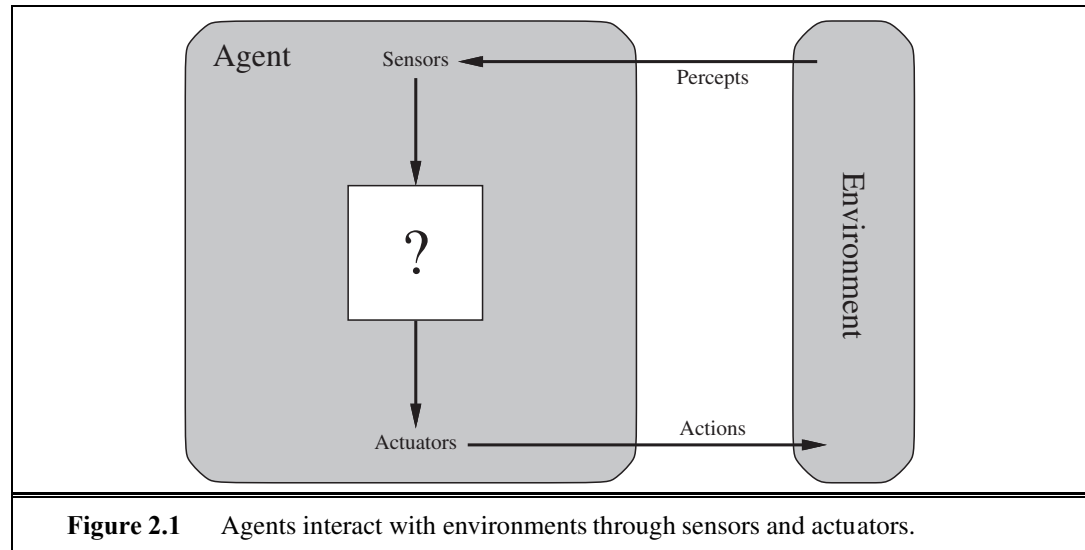 Agent
Sensors
Percepts
?
Environment
Actuators
Actions
Figure 2.1 Agents interact with environments through sensors and actuators.